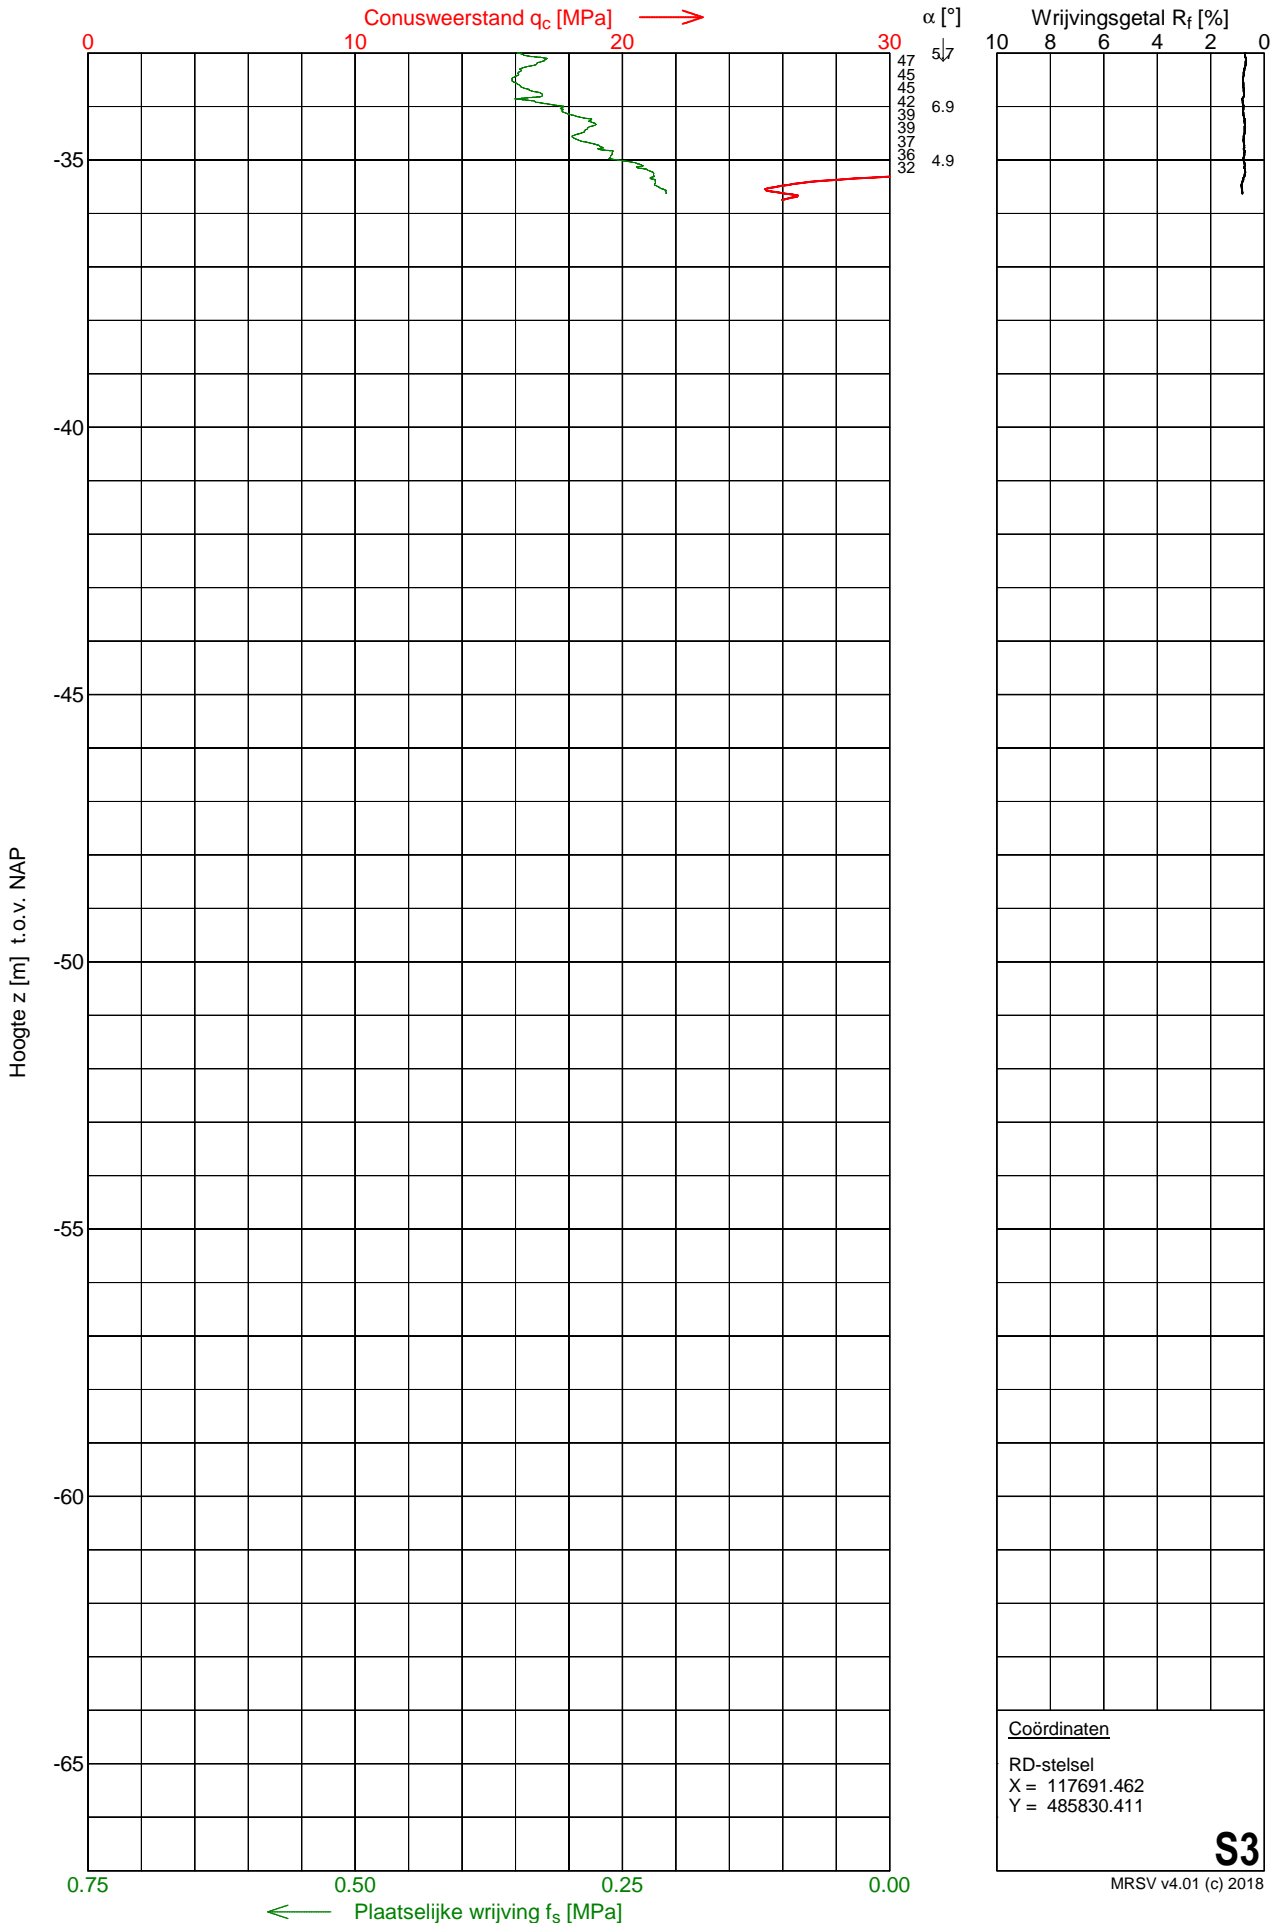 Conusweerstand qc [MPa]
α [°]
Wrijvingsgetal Rf [%]
0 10 20 30
10 8 6 4 2 0
47 5.7
45
45
42 6.9
39
39
37
36 4.9
32
-35
-40
-45
-50
-55
-60
-65
Hoogte z [m] t.o.v. NAP
Coördinaten
RD-stelsel
X = 117691.462
Y = 485830.411
S3
MRSV v4.01 (c) 2018
0.75 0.50 0.25 0.00
Plaatselijke wrijving fs [MPa]